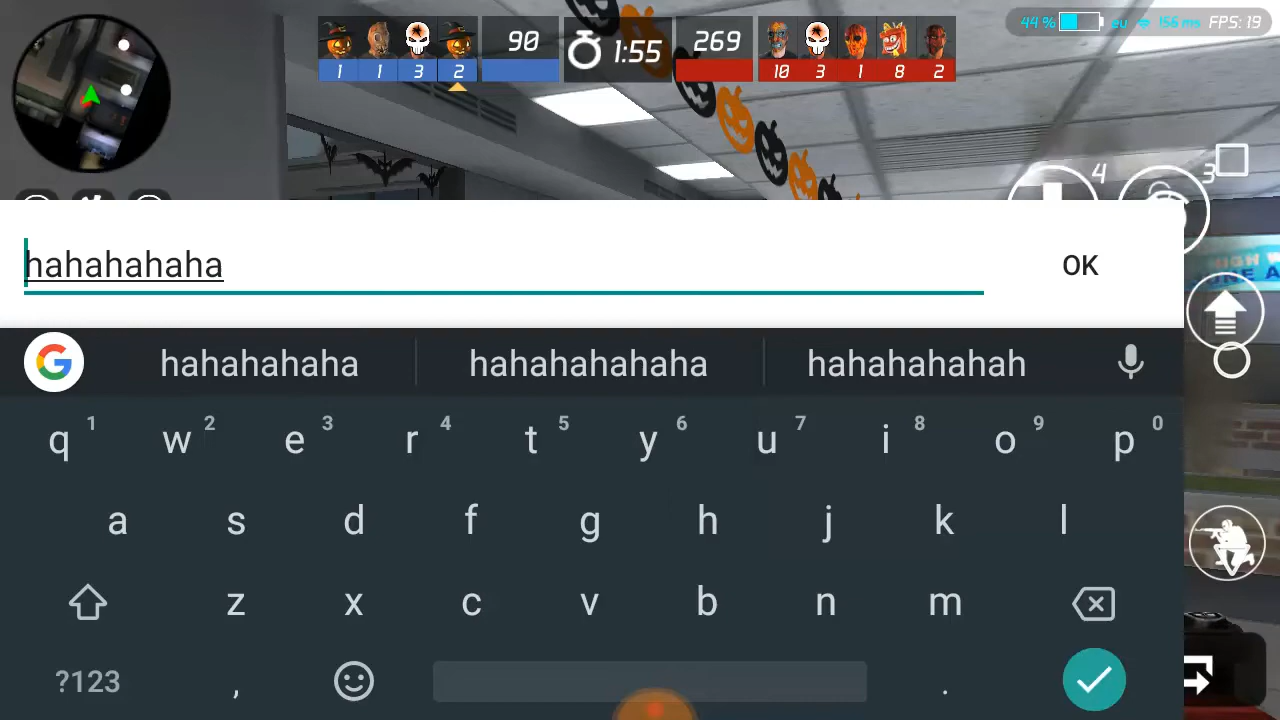 44% eu 156 ms FPS: 19
90 1:55 269
1 1 3 2 10 3 1 8 2
4 3
hahahahaha OK
hahahahaha hahahahahaha hahahahahah
q 1 w 2 e 3 r 4 t 5 y 6 u 7 i 8 o 9 p 0
a s d f g h j k l
z x c v b n m
?123 , .